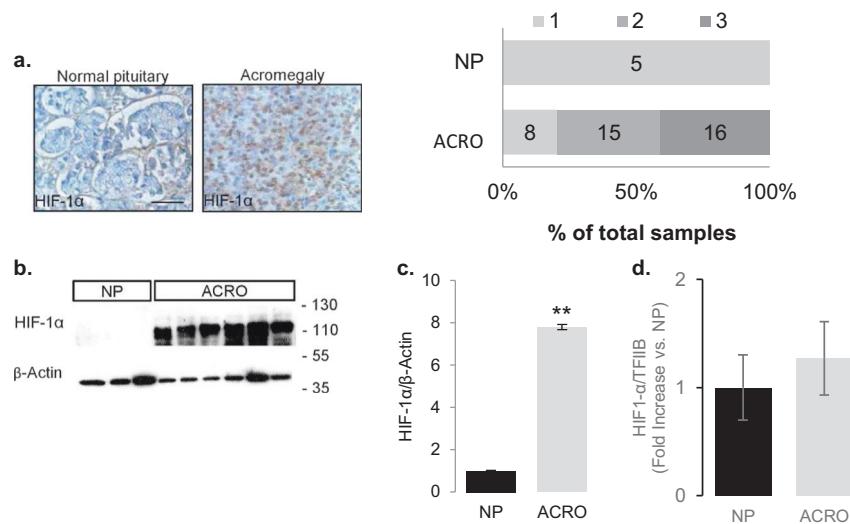 a.
Normal pituitary
Acromegaly
HIF-1α
HIF-1α
1 2 3
NP
5
ACRO
8 15 16
0% 50% 100%
% of total samples
b.
NP ACRO
HIF-1α
β-Actin
- 130
- 110
- 55
- 35
c.
HIF-1α/β-Actin
10
8
6
4
2
0
**
NP ACRO
d.
HIF1-α/TFIIB
(Fold Increase vs. NP)
2
1
0
NP ACRO